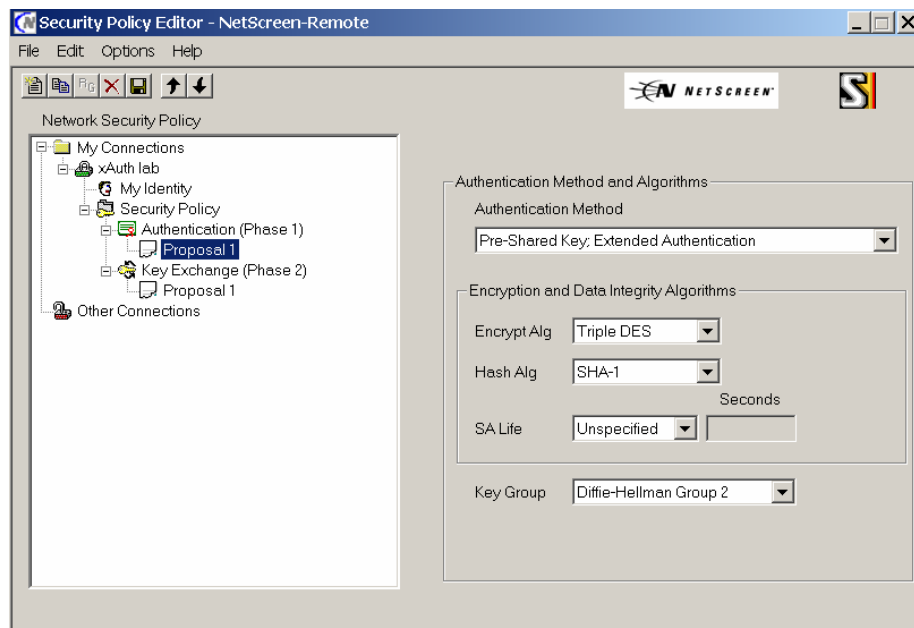 Security Policy Editor - NetScreen-Remote
File Edit Options Help
NETSCREEN
Network Security Policy
My Connections
xAuth lab
My Identity
Security Policy
Authentication (Phase 1)
Proposal 1
Key Exchange (Phase 2)
Proposal 1
Other Connections
Authentication Method and Algorithms
Authentication Method
Pre-Shared Key; Extended Authentication
Encryption and Data Integrity Algorithms
Encrypt Alg Triple DES
Hash Alg SHA-1
Seconds
SA Life Unspecified
Key Group Diffie-Hellman Group 2